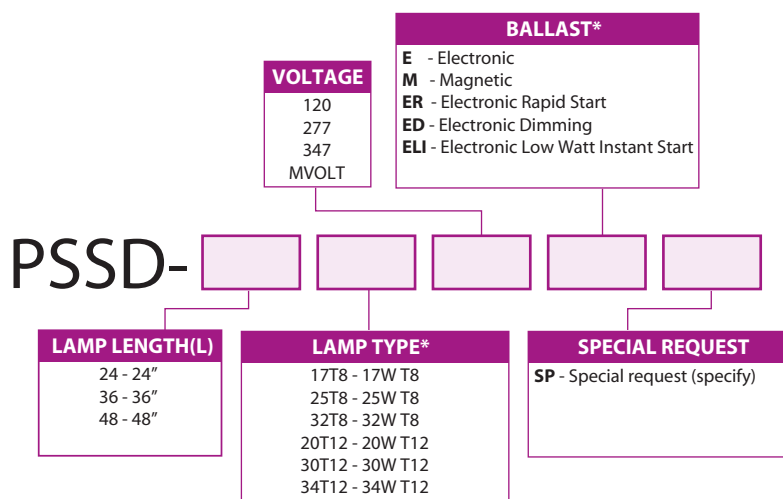 BALLAST*
E - Electronic
M - Magnetic
ER - Electronic Rapid Start
ED - Electronic Dimming
ELI - Electronic Low Watt Instant Start
VOLTAGE
120
277
347
MVOLT
PSSD-
LAMP LENGTH(L)
24 - 24”
36 - 36”
48 - 48”
LAMP TYPE*
17T8 - 17W T8
25T8 - 25W T8
32T8 - 32W T8
20T12 - 20W T12
30T12 - 30W T12
34T12 - 34W T12
SPECIAL REQUEST
SP - Special request (specify)